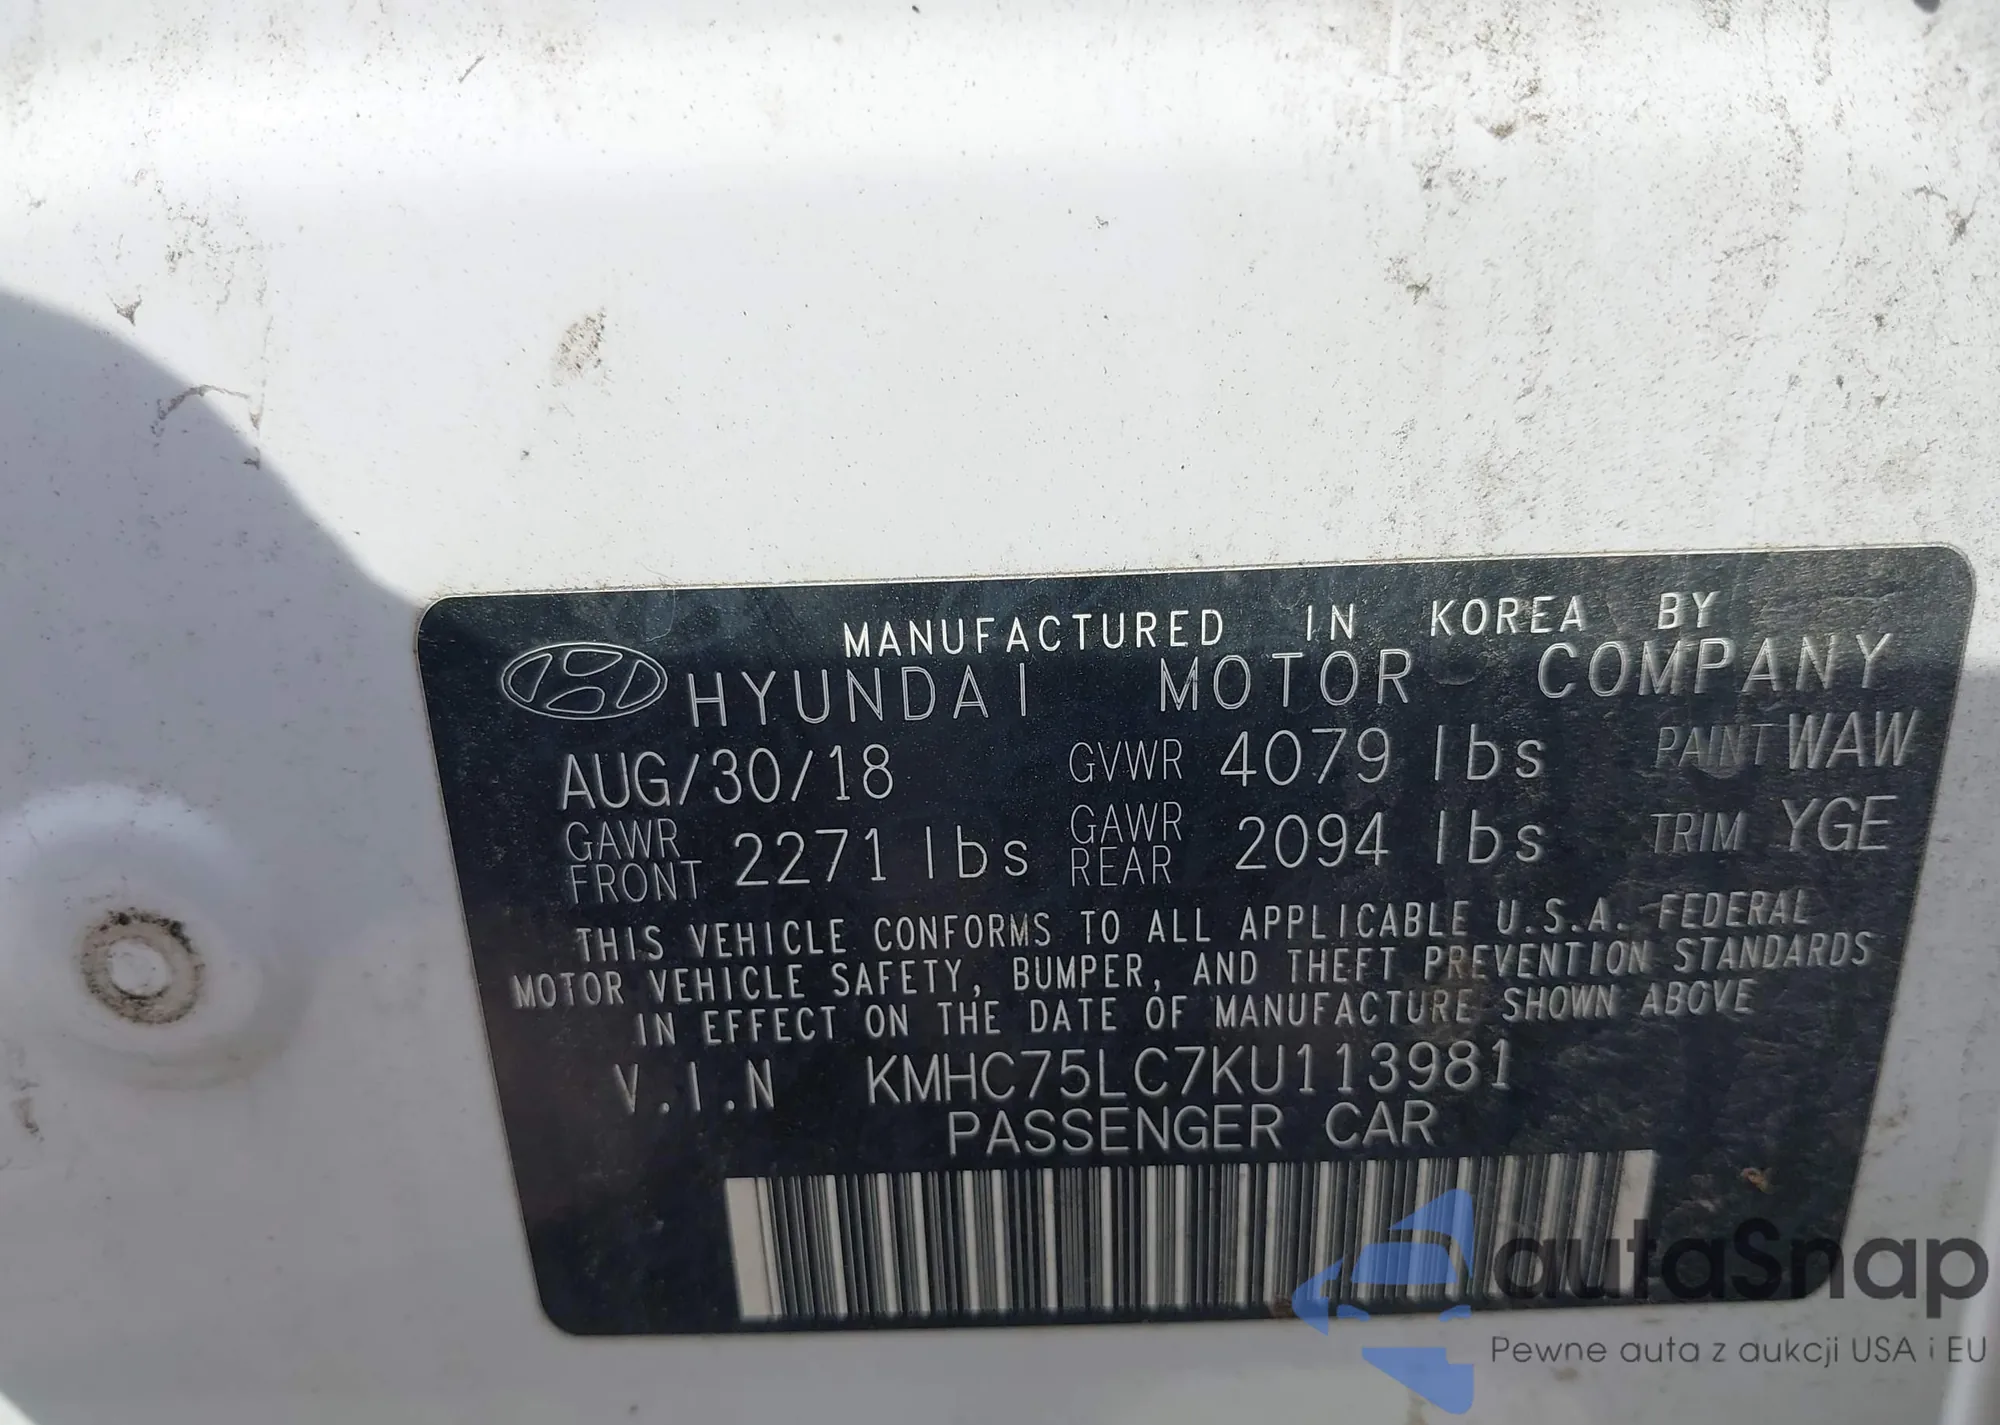 MANUFACTURED IN KOREA BY
HYUNDAI MOTOR COMPANY
AUG/30/18 GVWR 4079 lbs PAINT WAW
GAWR FRONT 2271 lbs GAWR REAR 2094 lbs TRIM YGE
THIS VEHICLE CONFORMS TO ALL APPLICABLE U.S.A. FEDERAL
MOTOR VEHICLE SAFETY, BUMPER, AND THEFT PREVENTION STANDARDS
IN EFFECT ON THE DATE OF MANUFACTURE SHOWN ABOVE
V.I.N KMHC75LC7KU113981
PASSENGER CAR
autaSnap
Pewne auta z aukcji USA i EU